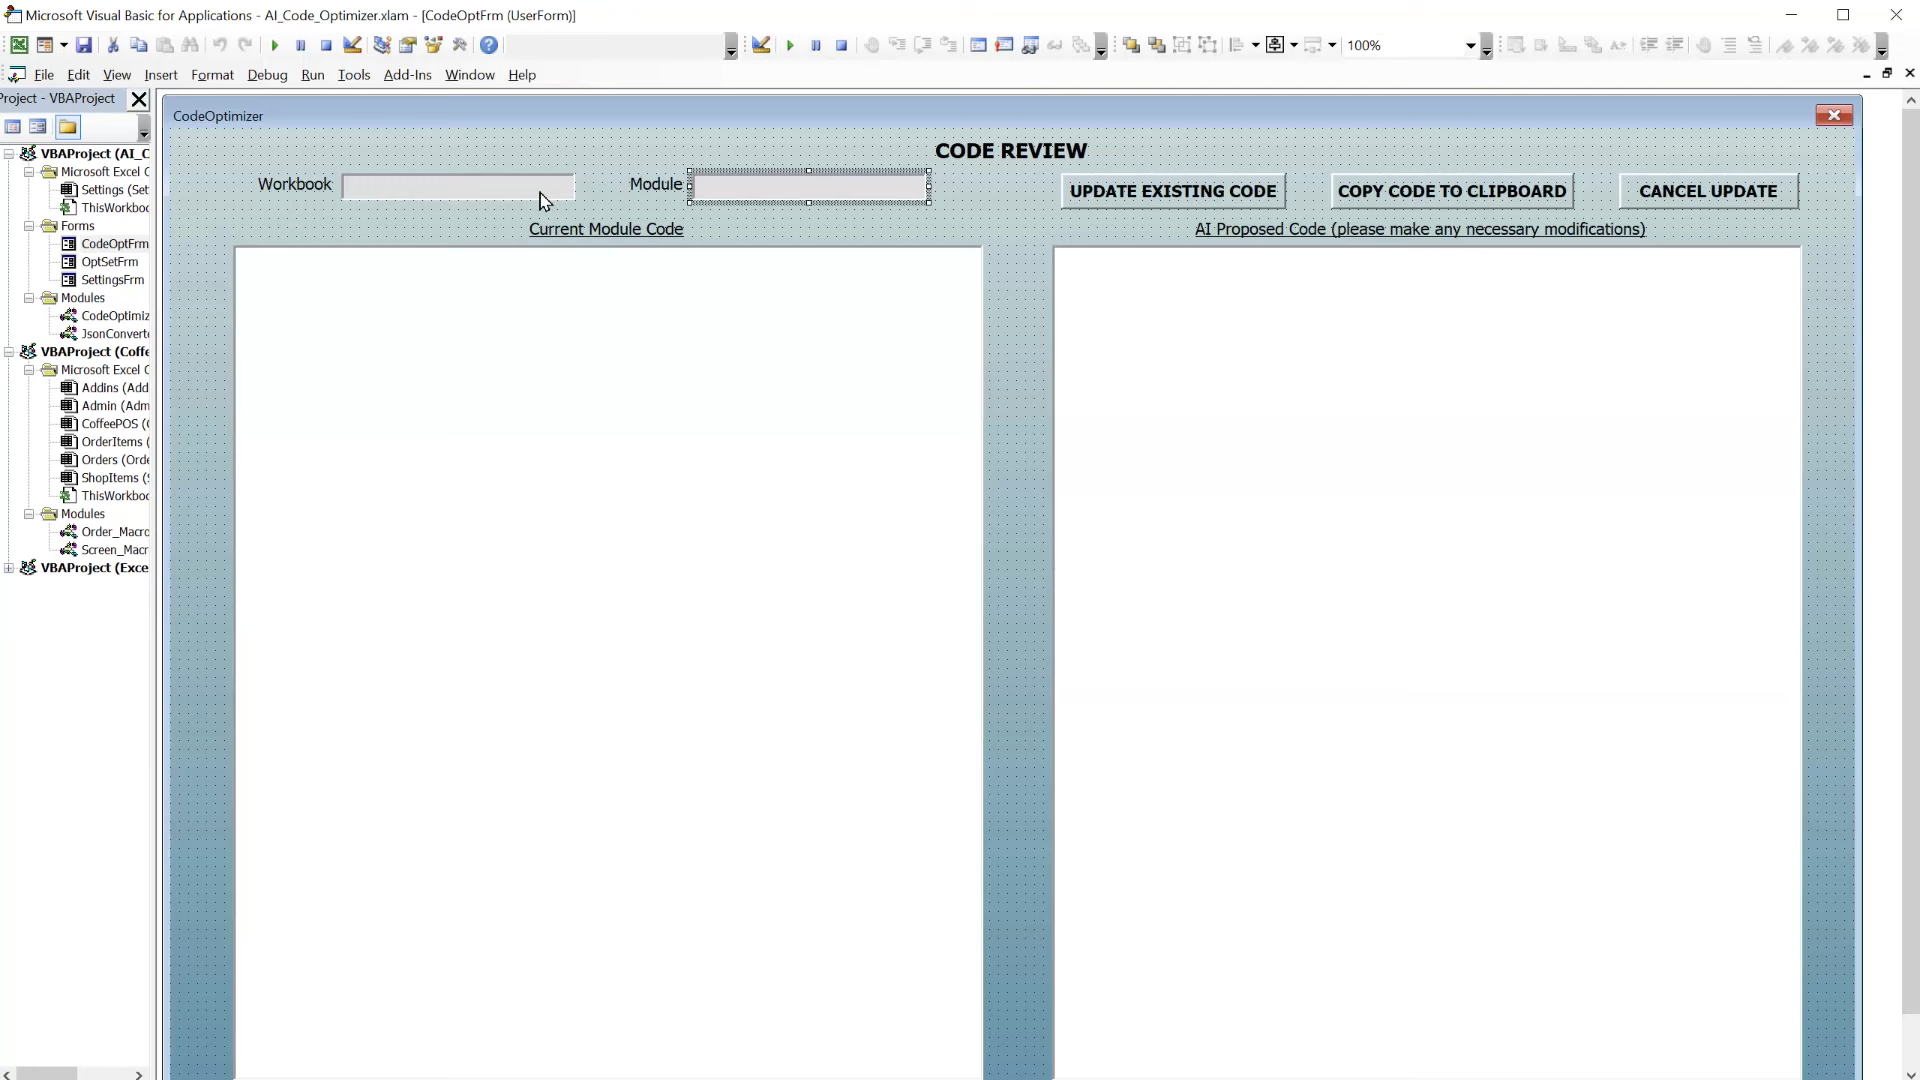 Microsoft Visual Basic for Applications - AI_Code_Optimizer.xlam - [CodeOptFrm (UserForm)]
100%
File Edit View Insert Format Debug Run Tools Add-Ins Window Help
Project - VBAProject
VBAProject (AI_C
Microsoft Excel O
Settings (Set
ThisWorkboo
Forms
CodeOptFrm
OptSetFrm
SettingsFrm
Modules
CodeOptimiz
JsonConverte
VBAProject (Coffe
Microsoft Excel O
Addins (Add
Admin (Adm
CoffeePOS (C
OrderItems (
Orders (Orde
ShopItems (S
ThisWorkboo
Modules
Order_Macro
Screen_Macr
VBAProject (Exce
CodeOptimizer
CODE REVIEW
Workbook
Module
UPDATE EXISTING CODE
COPY CODE TO CLIPBOARD
CANCEL UPDATE
Current Module Code
AI Proposed Code (please make any necessary modifications)